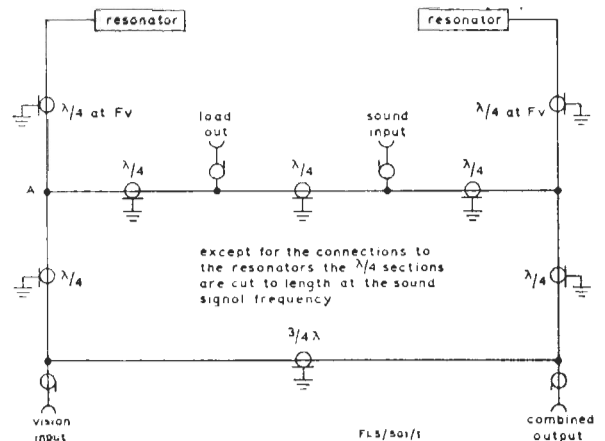 resonator
resonator
λ/4 at Fv
λ/4 at Fv
load
out
sound
input
λ/4
λ/4
λ/4
A
λ/4
except for the connections to
the resonators the λ/4 sections
are cut to length at the sound
signal frequency
λ/4
3/4 λ
vision
input
FLS/501/1
combined
output